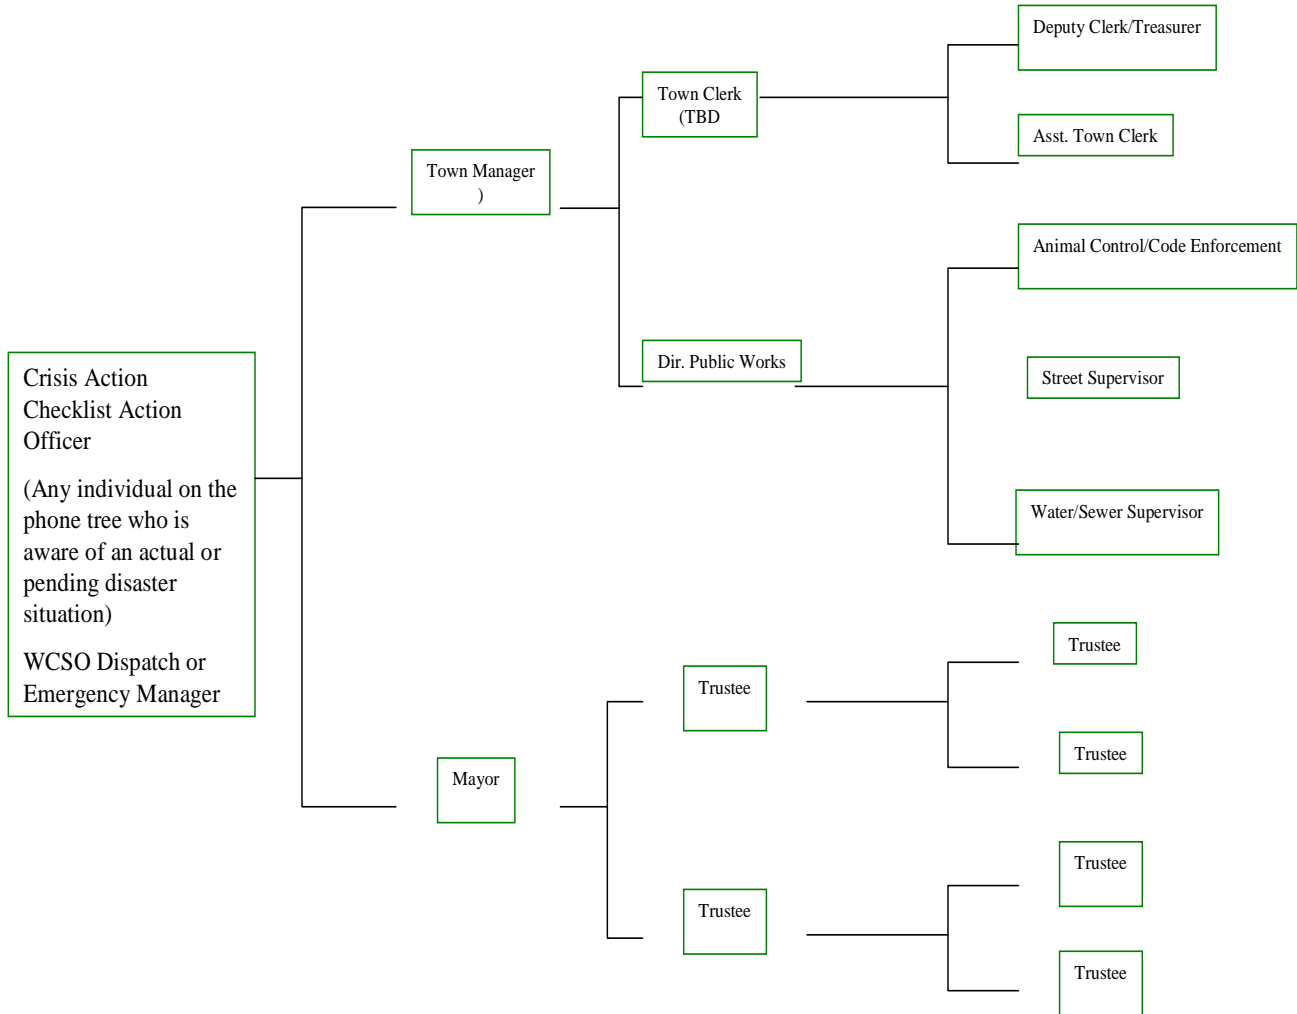 Crisis Action
Checklist Action
Officer
(Any individual on the
phone tree who is
aware of an actual or
pending disaster
situation)
WCSO Dispatch or
Emergency Manager
Town Manager
)
Town Clerk
(TBD
Deputy Clerk/Treasurer
Asst. Town Clerk
Dir. Public Works
Animal Control/Code Enforcement
Street Supervisor
Water/Sewer Supervisor
Mayor
Trustee
Trustee
Trustee
Trustee
Trustee
Trustee